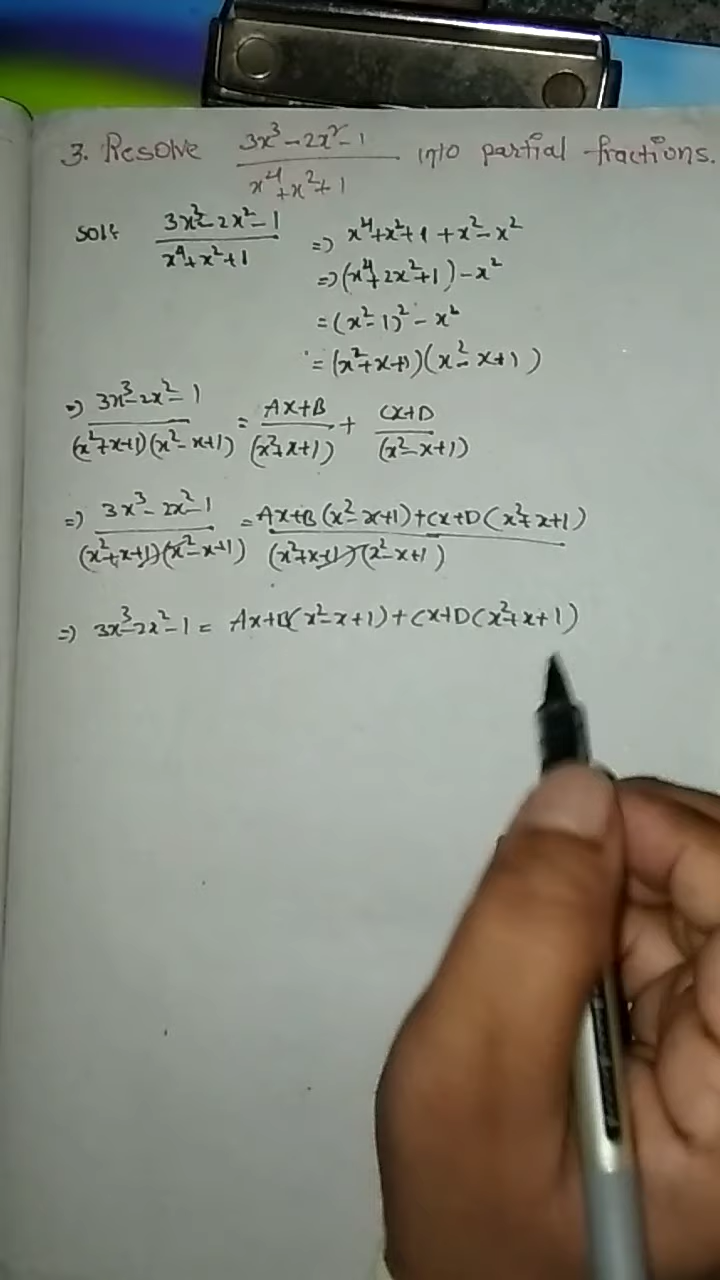 3. Resolve (3x³-2x²-1)/(x⁴+x²+1) into partial fractions.
Sol: (3x³-2x²-1)/(x⁴+x²+1) => x⁴+x²+1+x²-x²
=> (x⁴+2x²+1)-x²
= (x²-1)²-x²
= (x²+x+1)(x²-x+1)
=> (3x³-2x²-1)/((x²+x+1)(x²-x+1)) = (Ax+B)/(x²+x+1) + (Cx+D)/(x²-x+1)
=> (3x³-2x²-1)/((x²+x+1)(x²-x+1)) = (Ax+B(x²-x+1)+Cx+D(x²+x+1))/((x²+x+1)(x²-x+1))
=> 3x³-2x²-1 = Ax+B(x²-x+1)+Cx+D(x²+x+1)